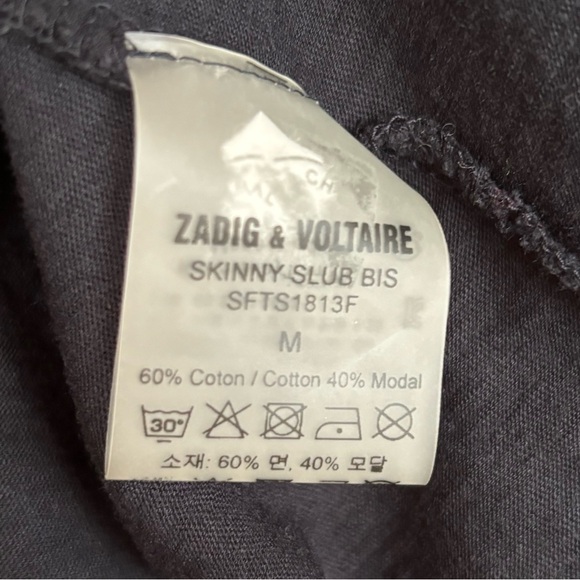 ZADIG & VOLTAIRE
SKINNY SLUB BIS
SFTS1813F
M
60% Coton / Cotton 40% Modal
30°
소재: 60% 면, 40% 모달